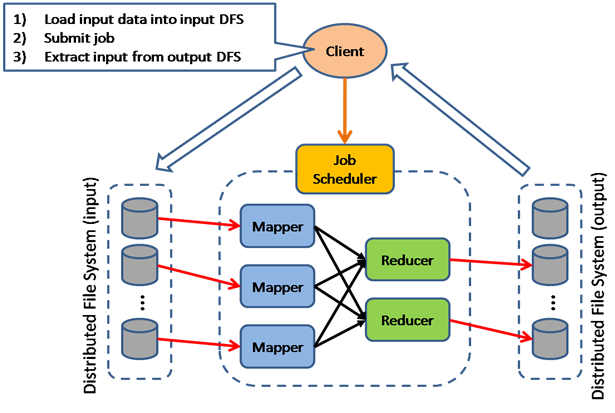 1) Load input data into input DFS
2) Submit job
3) Extract input from output DFS
Client
Job
Scheduler
Distributed File System (input)
...
Mapper
Mapper
Mapper
Reducer
Reducer
Distributed File System (output)
...